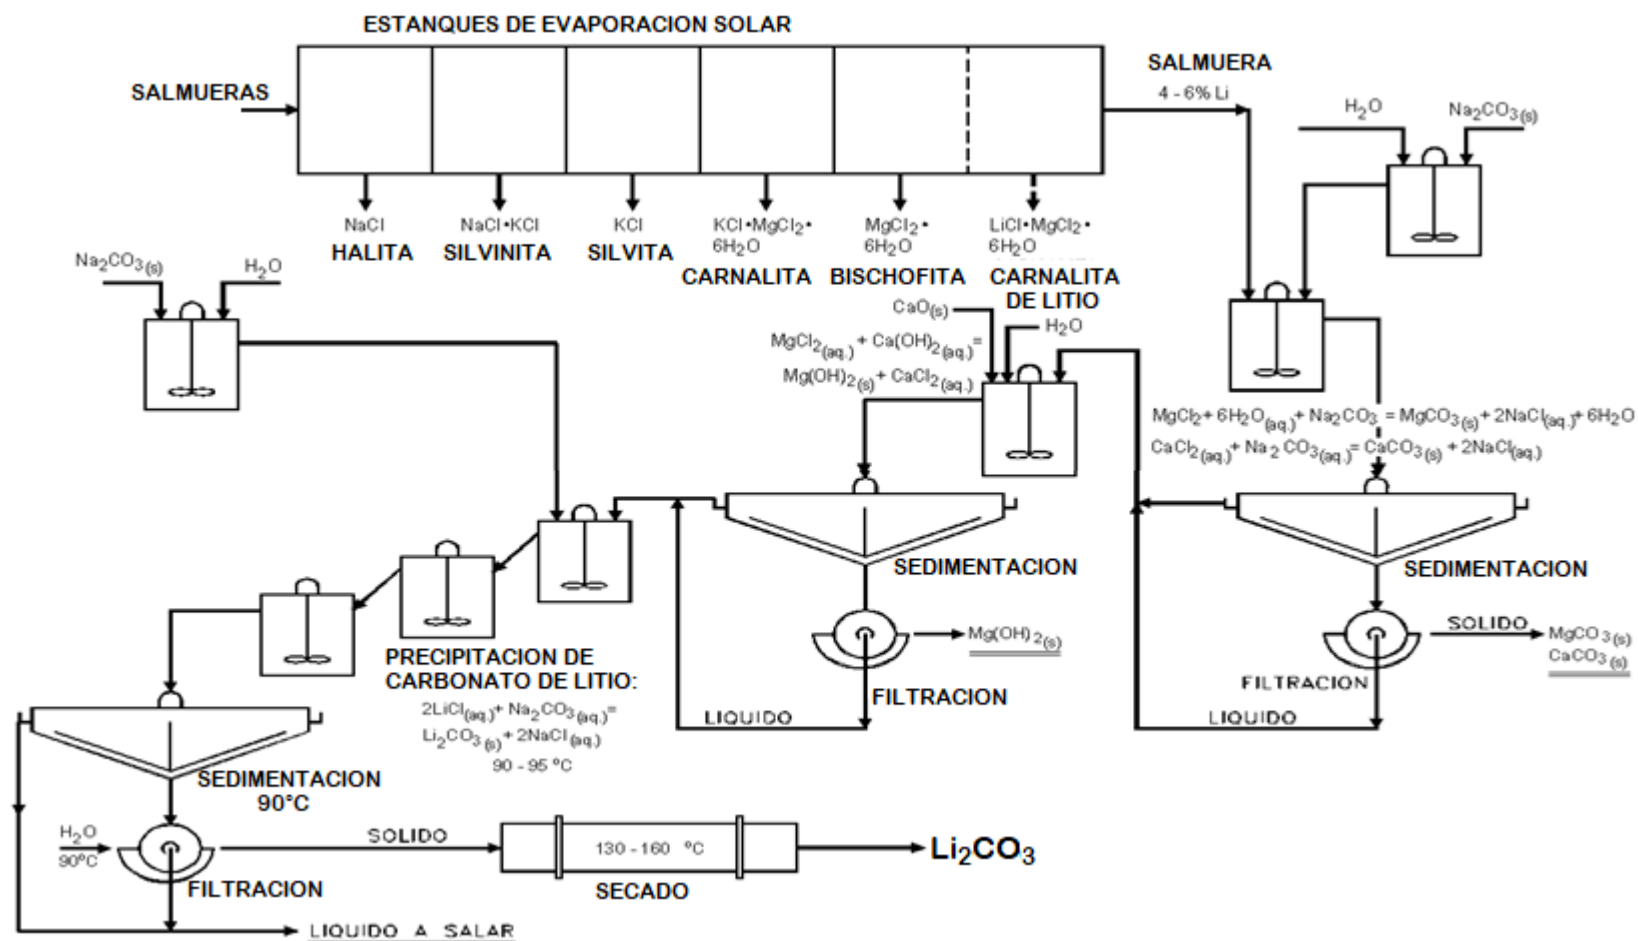 ESTANQUES DE EVAPORACION SOLAR
SALMUERAS
SALMUERA
4 - 6% Li
H₂O
Na₂CO₃(s)
NaCl
HALITA
NaCl•KCl
SILVINITA
KCl
SILVITA
KCl•MgCl₂•
6H₂O
CARNALITA
MgCl₂•
6H₂O
BISCHOFITA
LiCl•MgCl₂•
6H₂O
CARNALITA
DE LITIO
Na₂CO₃(s)
H₂O
CaO(s)
H₂O
MgCl₂(aq.) + Ca(OH)₂(aq.)=
Mg(OH)₂(s) + CaCl₂(aq.)
MgCl₂+ 6H₂O(aq.)+ Na₂CO₃ = MgCO₃(s)+ 2NaCl(aq.)+ 6H₂O
CaCl₂(aq.)+ Na₂CO₃(aq.)= CaCO₃(s) + 2NaCl(aq.)
SEDIMENTACION
SEDIMENTACION
Mg(OH)₂(s)
SOLIDO
MgCO₃(s)
CaCO₃(s)
FILTRACION
FILTRACION
LIQUIDO
LIQUIDO
PRECIPITACION DE
CARBONATO DE LITIO:
2LiCl(aq.)+ Na₂CO₃(aq.)=
Li₂CO₃(s)+ 2NaCl(aq.)
90 - 95 ºC
SEDIMENTACION
90°C
H₂O
90ºC
SOLIDO
130 - 160 ºC
Li₂CO₃
FILTRACION
SECADO
LIQUIDO A SALAR